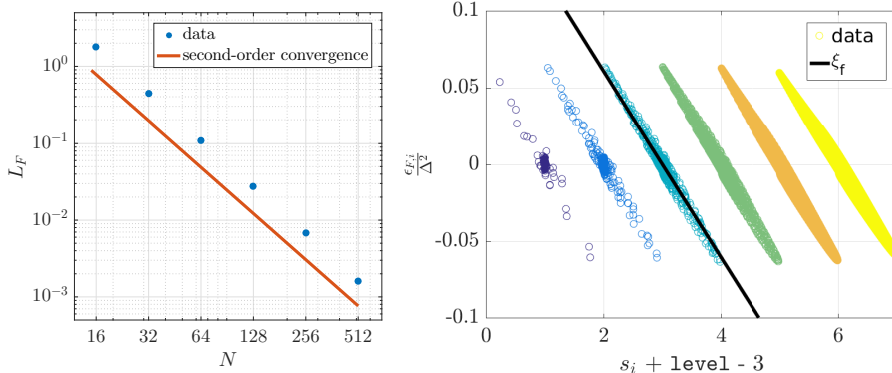 data
second-order convergence
10^0
10^-1
10^-2
10^-3
L_F
16 32 64 128 256 512
N
data
ξ_f
0.1
0.05
0
-0.05
-0.1
ϵ_{F,i}
Δ^2
0 2 4 6
s_i + level - 3